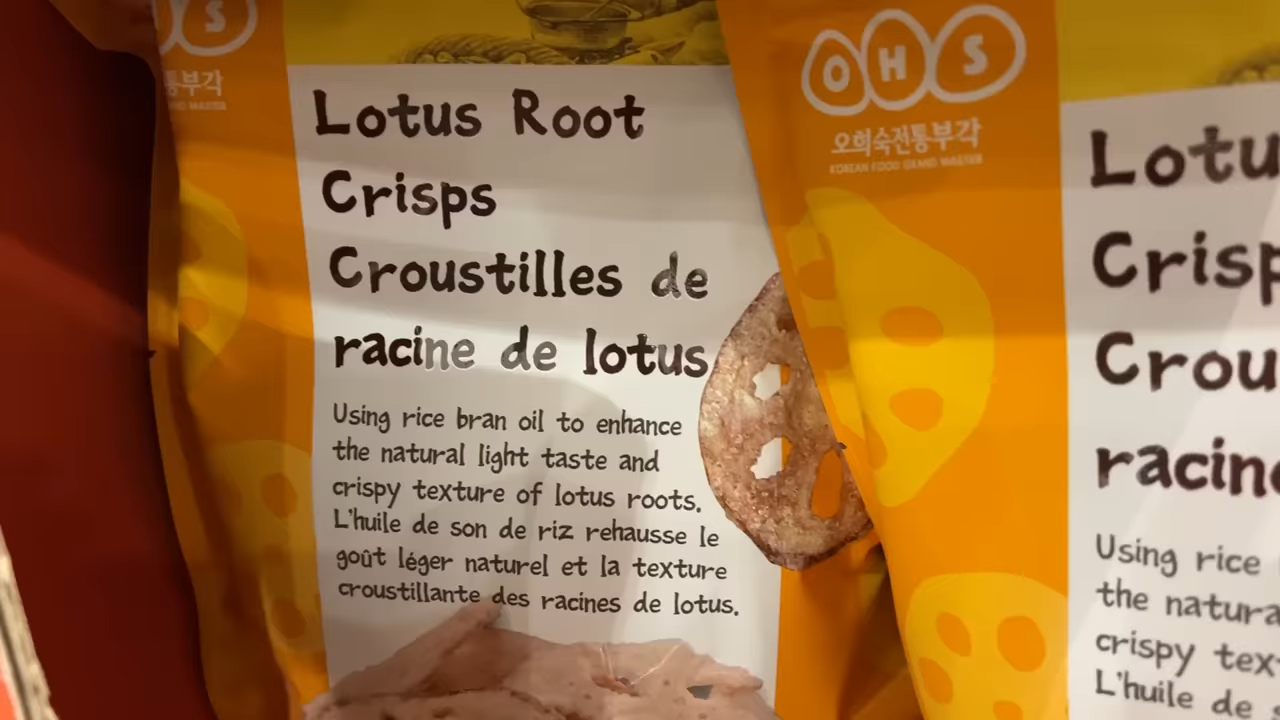 S
통부각
Lotus Root
Crisps
Croustilles de
racine de lotus
Using rice bran oil to enhance
the natural light taste and
crispy texture of lotus roots.
L'huile de son de riz rehausse le
goût léger naturel et la texture
croustillante des racines de lotus.
OHS
오희숙전통부각
KOREAN FOOD GRAND MASTER
Lotu
Crisp
Crou
racine
Using rice
the natura
crispy tex
L'huile de